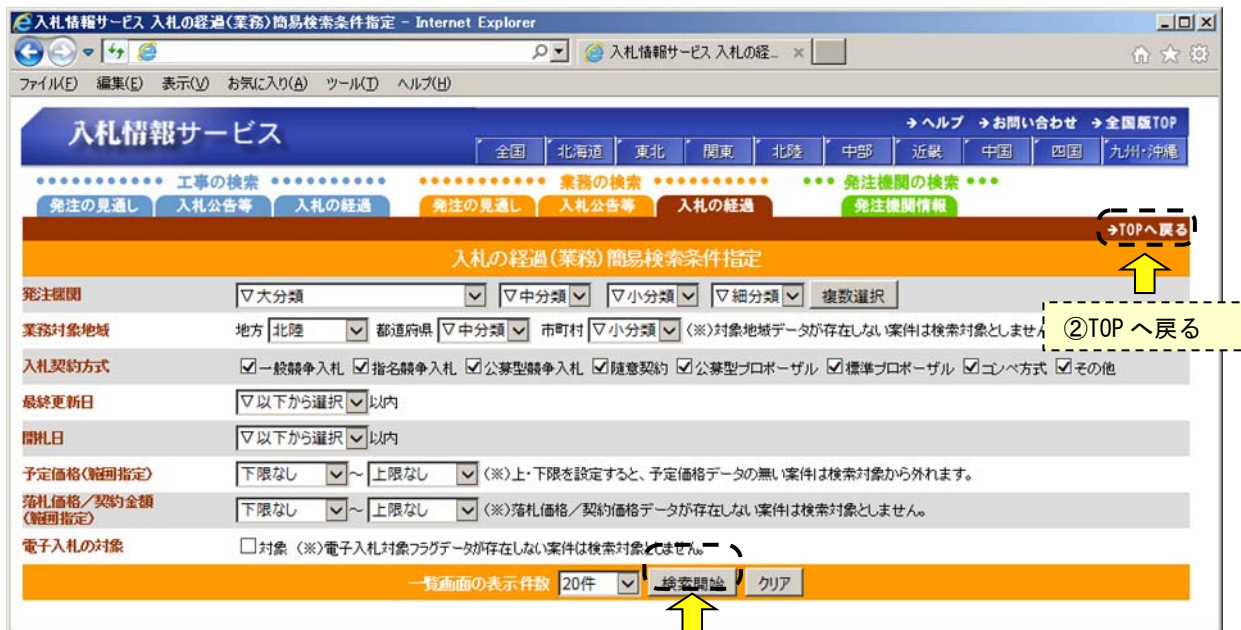 入札情報サービス 入札の経過(業務)簡易検索条件指定 - Internet Explorer
入札情報サービス 入札の経...
ファイル(F) 編集(E) 表示(V) お気に入り(A) ツール(T) ヘルプ(H)
入札情報サービス
→ヘルプ →お問い合わせ →全国版TOP
全国 北海道 東北 関東 北陸 中部 近畿 中国 四国 九州・沖縄
工事の検索 業務の検索 発注機関の検索
発注の見通し 入札公告等 入札の経過 発注の見通し 入札公告等 入札の経過 発注機関情報
→TOPへ戻る
入札の経過(業務)簡易検索条件指定
発注機関 ▽大分類 ▽中分類 ▽小分類 ▽細分類 複数選択
業務対象地域 地方 北陸 都道府県 ▽中分類 市町村 ▽小分類 (※)対象地域データが存在しない案件は検索対象としませ
②TOP へ戻る
入札契約方式 一般競争入札 指名競争入札 公募型競争入札 随意契約 公募型プロポーザル 標準プロポーザル コンペ方式 その他
最終更新日 ▽以下から選択 以内
開札日 ▽以下から選択 以内
予定価格(範囲指定) 下限なし ～ 上限なし (※)上・下限を設定すると、予定価格データの無い案件は検索対象から外れます。
落札価格/契約金額
(範囲指定) 下限なし ～ 上限なし (※)落札価格/契約価格データが存在しない案件は検索対象としません。
電子入札の対象 対象 (※)電子入札対象フラグデータが存在しない案件は検索対象としません。
一覧画面の表示件数 20件 検索開始 クリア